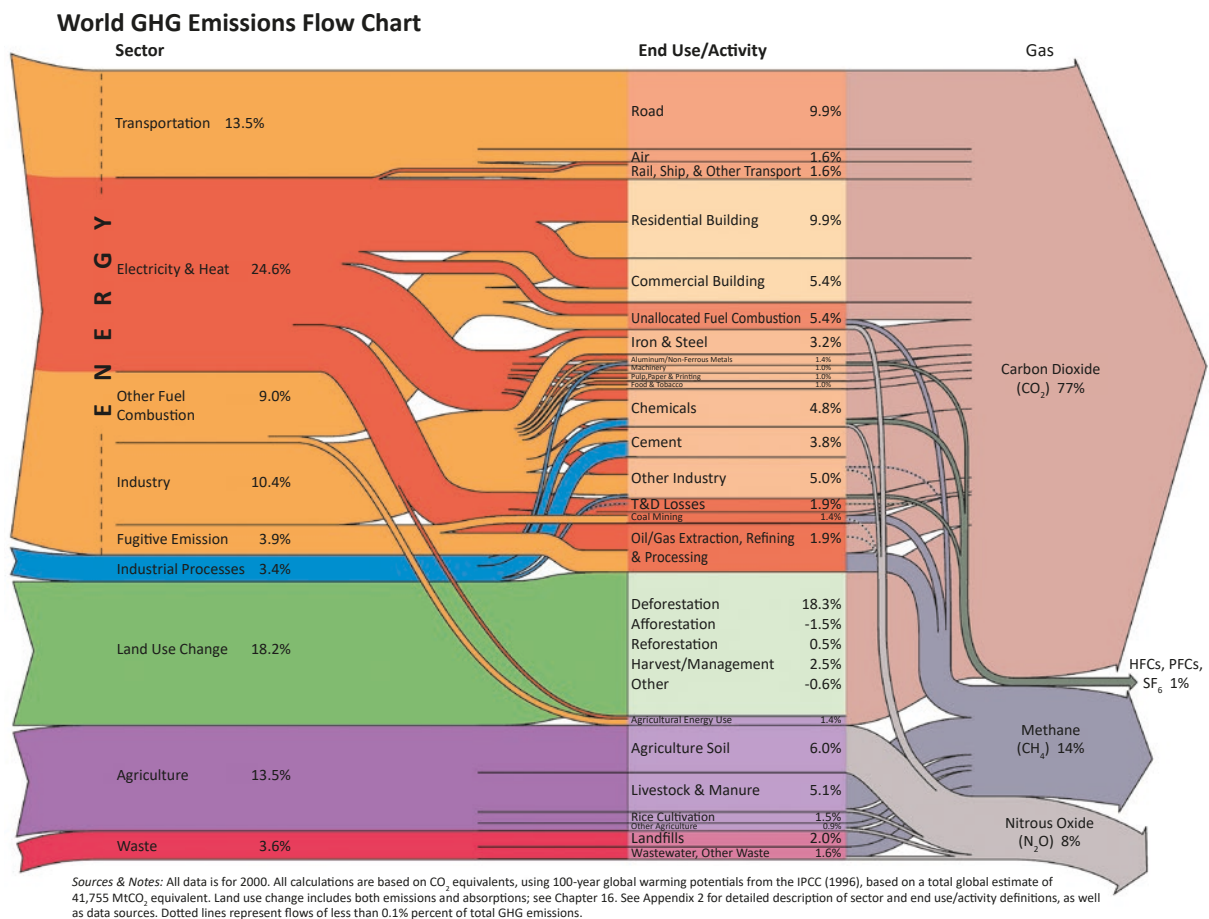 World GHG Emissions Flow Chart
Sector
End Use/Activity
Gas
ENERGY
Transportation 13.5%
Electricity & Heat 24.6%
Other Fuel
Combustion 9.0%
Industry 10.4%
Fugitive Emission 3.9%
Industrial Processes 3.4%
Land Use Change 18.2%
Agriculture 13.5%
Waste 3.6%
Road 9.9%
Air 1.6%
Rail, Ship, & Other Transport 1.6%
Residential Building 9.9%
Commercial Building 5.4%
Unallocated Fuel Combustion 5.4%
Iron & Steel 3.2%
Aluminum/Non-Ferrous Metals 1.4%
Machinery 1.0%
Pulp,Paper & Printing 1.0%
Food & Tobacco 1.0%
Chemicals 4.8%
Cement 3.8%
Other Industry 5.0%
T&D Losses 1.9%
Coal Mining 1.4%
Oil/Gas Extraction, Refining 1.9%
& Processing
Deforestation 18.3%
Afforestation -1.5%
Reforestation 0.5%
Harvest/Management 2.5%
Other -0.6%
Agricultural Energy Use 1.4%
Agriculture Soil 6.0%
Livestock & Manure 5.1%
Rice Cultivation 1.5%
Other Agriculture 0.9%
Landfills 2.0%
Wastewater, Other Waste 1.6%
Carbon Dioxide
(CO₂) 77%
HFCs, PFCs,
SF₆ 1%
Methane
(CH₄) 14%
Nitrous Oxide
(N₂O) 8%
Sources & Notes: All data is for 2000. All calculations are based on CO₂ equivalents, using 100-year global warming potentials from the IPCC (1996), based on a total global estimate of
41,755 MtCO₂ equivalent. Land use change includes both emissions and absorptions; see Chapter 16. See Appendix 2 for detailed description of sector and end use/activity definitions, as well
as data sources. Dotted lines represent flows of less than 0.1% percent of total GHG emissions.